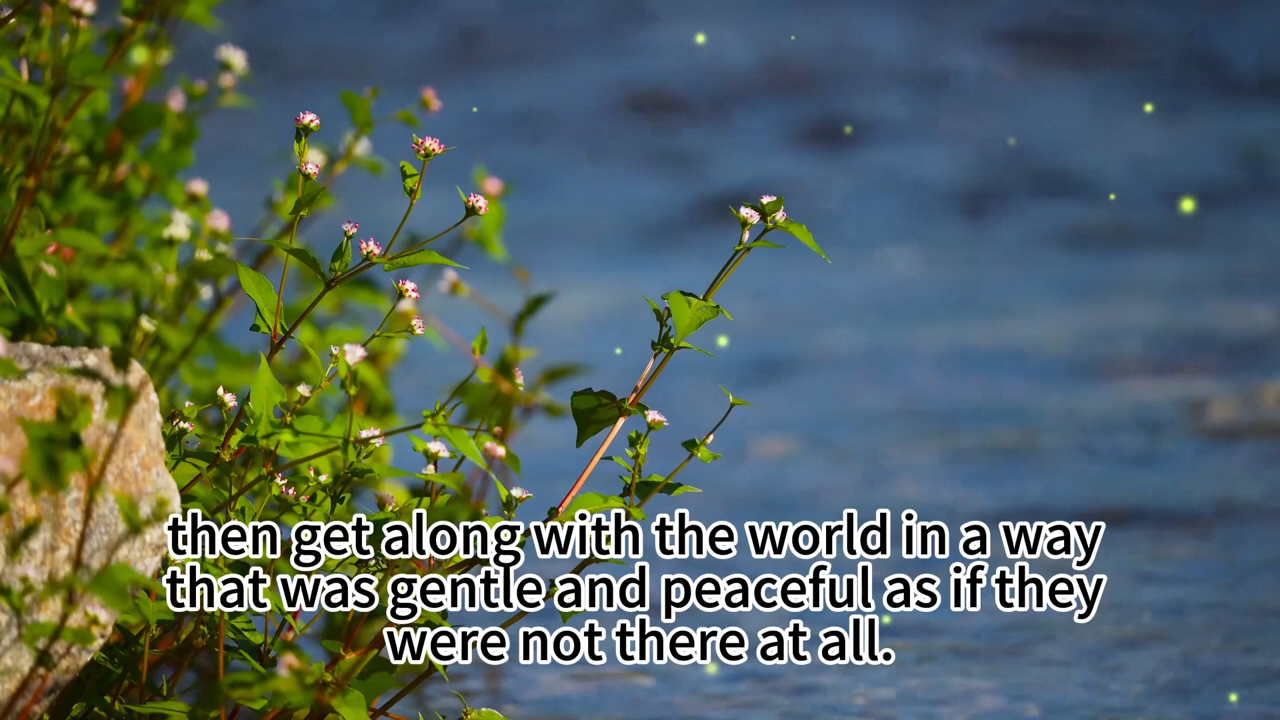 then get along with the world in a way
that was gentle and peaceful as if they
were not there at all.